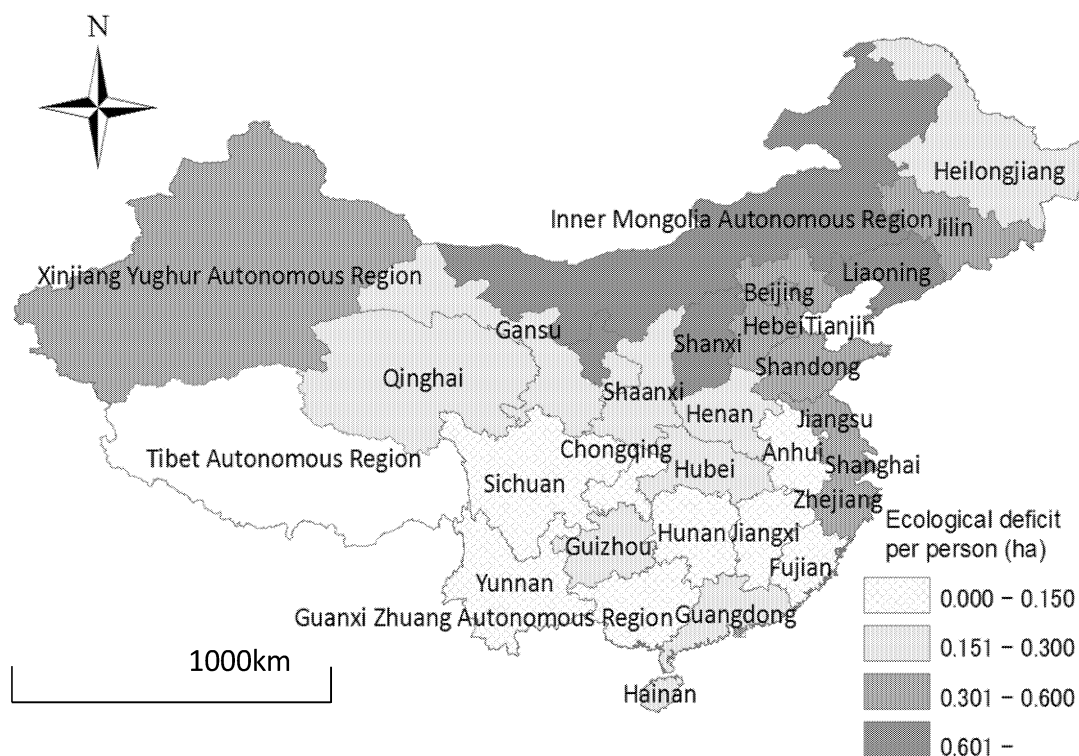 N
Heilongjiang
Inner Mongolia Autonomous Region
Jilin
Xinjiang Yughur Autonomous Region
Liaoning
Beijing
Gansu
Hebei
Tianjin
Shanxi
Shandong
Qinghai
Shaanxi
Henan
Jiangsu
Chongqing
Anhui
Tibet Autonomous Region
Hubei
Shanghai
Sichuan
Zhejiang
Ecological deficit
per person (ha)
Guizhou
Hunan
Jiangxi
Fujian
Yunnan
0.000 – 0.150
Guanxi Zhuang Autonomous Region
Guangdong
0.151 – 0.300
1000km
Hainan
0.301 – 0.600
0.601 –